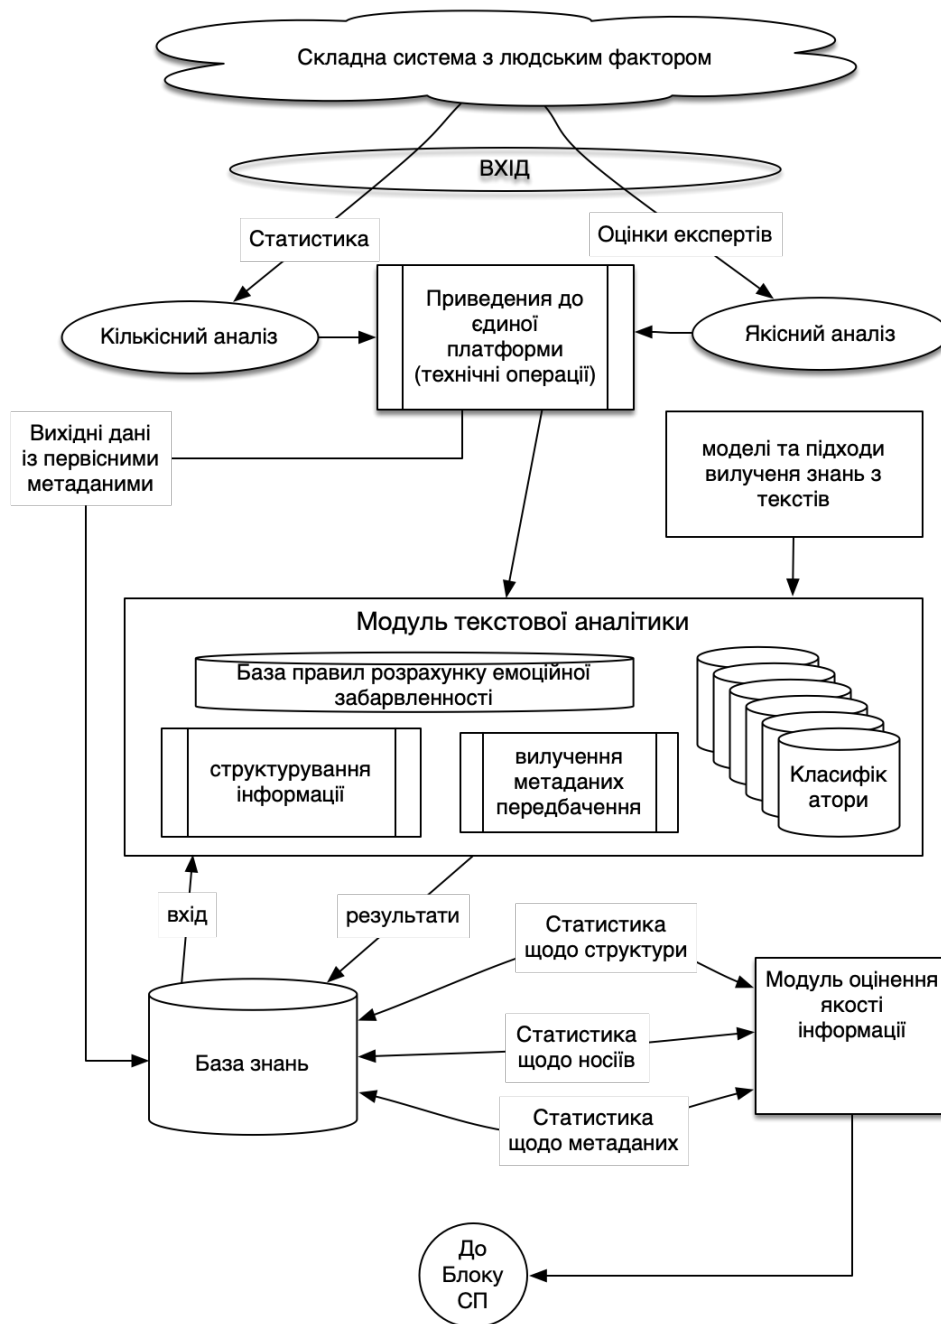 Складна система з людським фактором
ВХІД
Статистика
Оцінки експертів
Кількісний аналіз
Приведення до
єдиної
платформи
(технічні операції)
Якісний аналіз
Вихідні дані
із первісними
метаданими
моделі та підходи
вилученя знань з
текстів
Модуль текстової аналітики
База правил розрахунку емоційної
забарвленності
структурування
інформації
вилучення
метаданих
передбачення
Класифік
атори
вхід
результати
Статистика
щодо структури
Модуль оцінення
якості
інформації
База знань
Статистика
щодо носіїв
Статистика
щодо метаданих
До
Блоку
СП